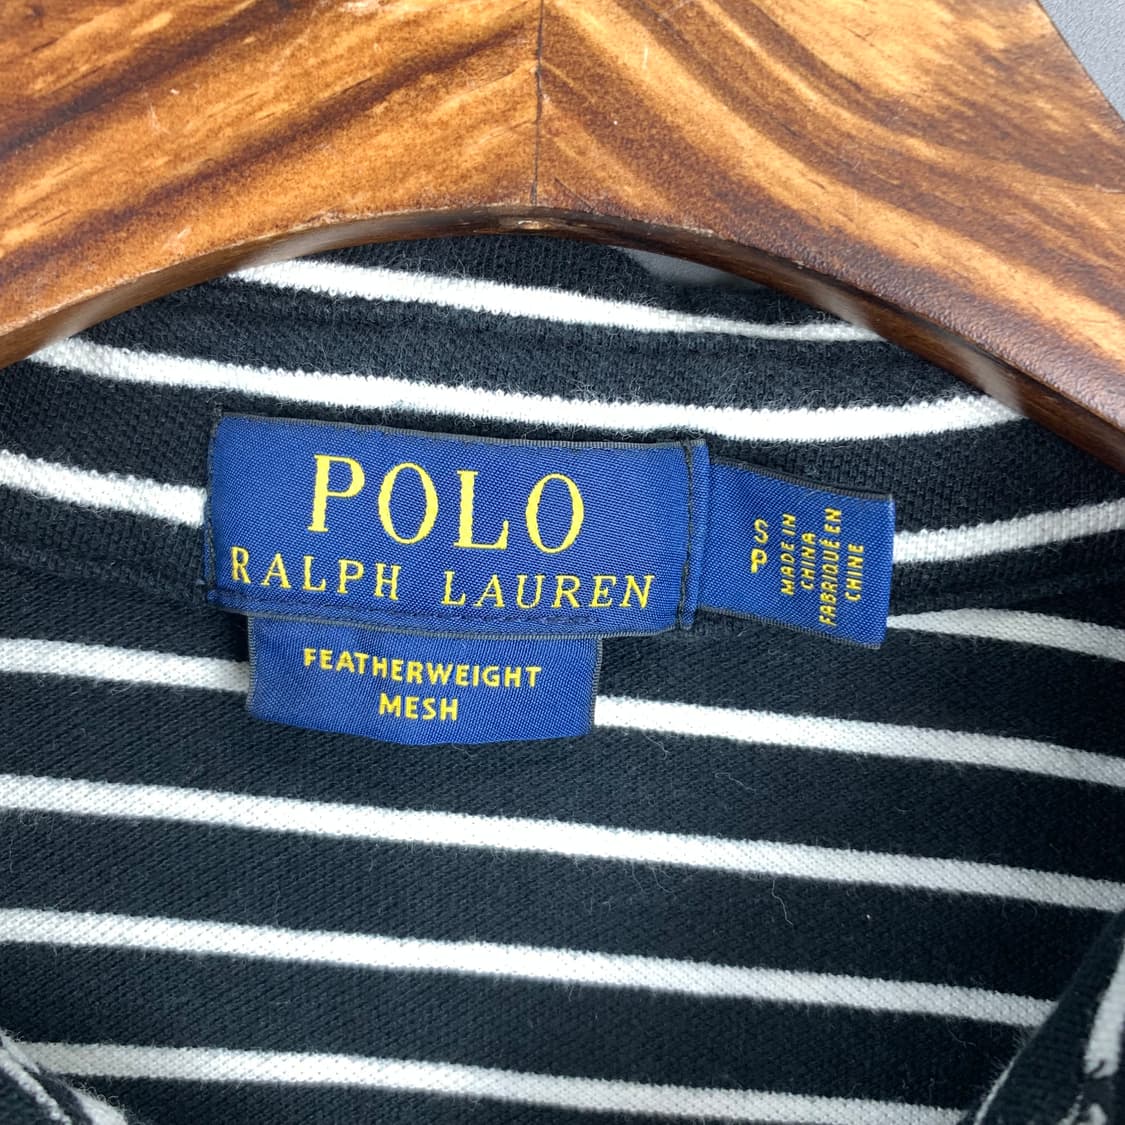 POLO
RALPH LAUREN
FEATHERWEIGHT
MESH
S
P
MADE IN
CHINA
FABRIQUÉ EN
CHINE